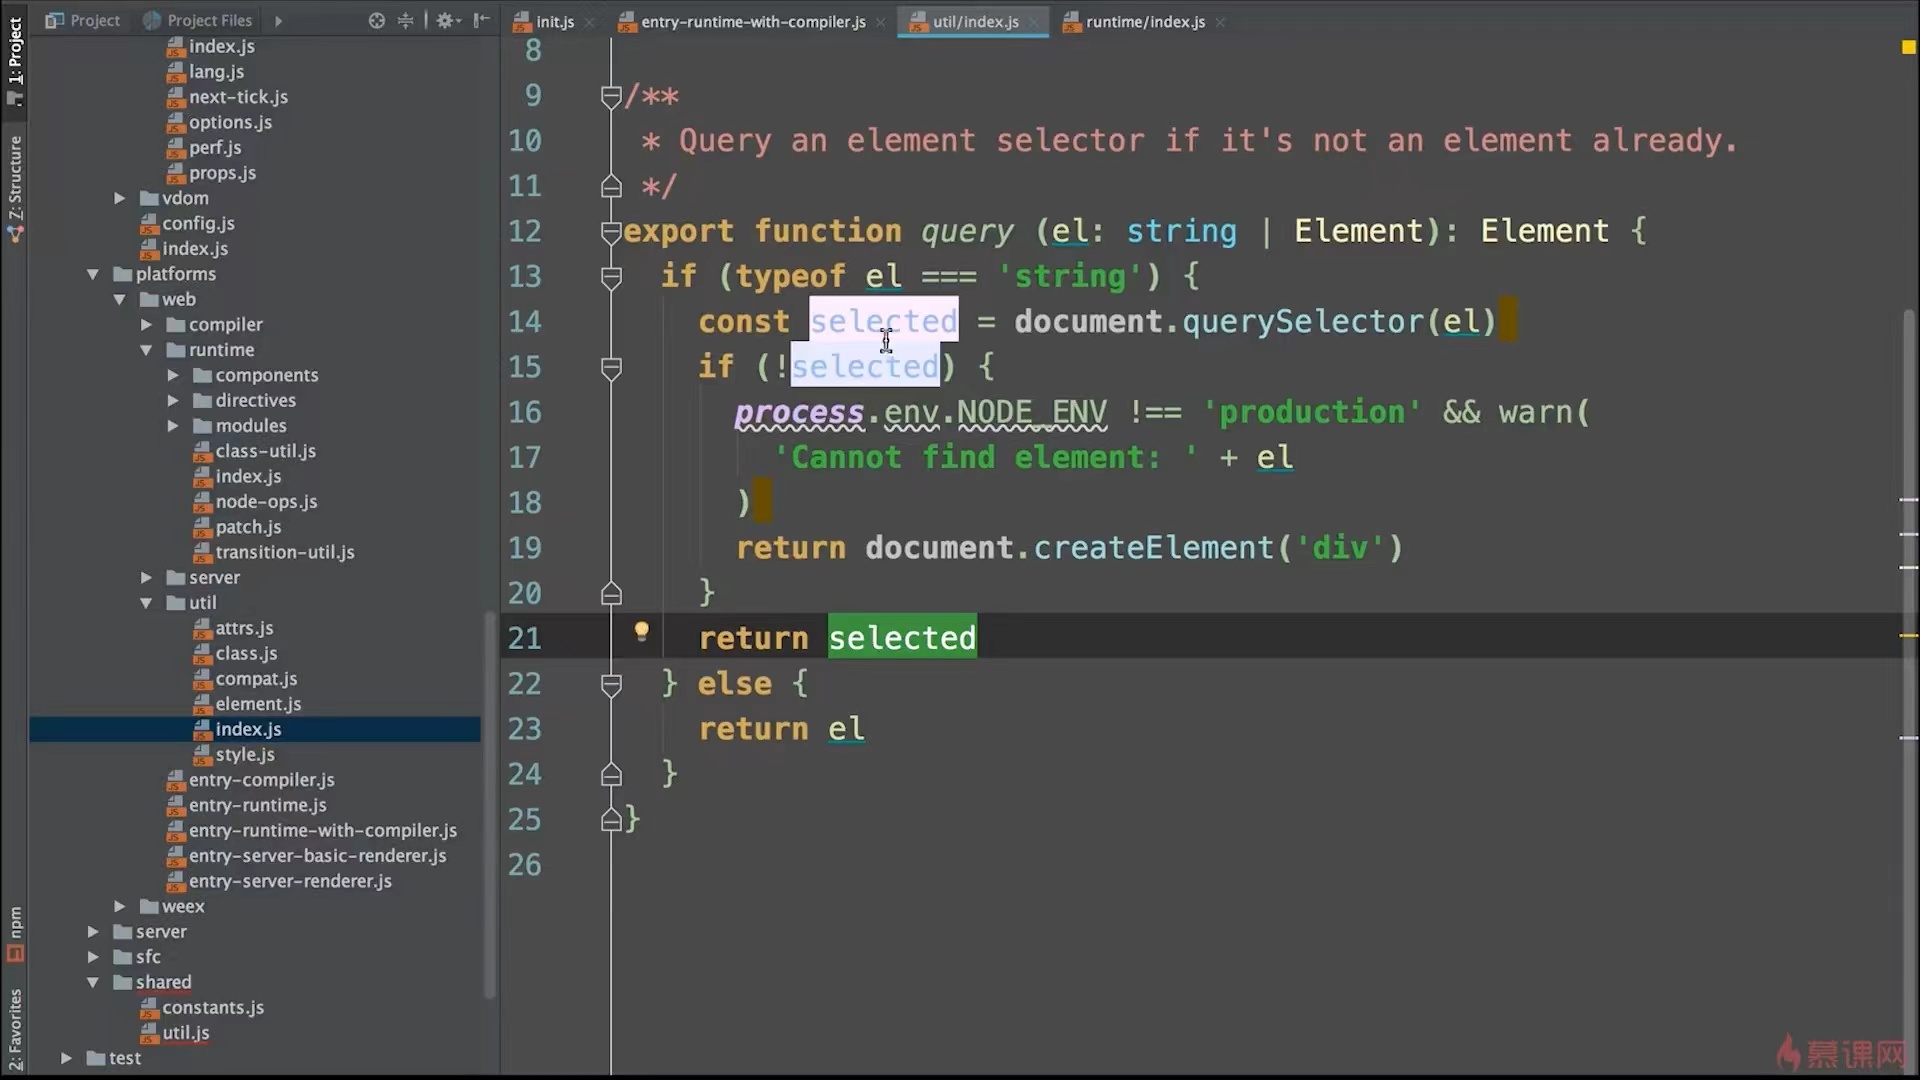 1: Project
Z: Structure
npm
2: Favorites
Project
Project Files
index.js
lang.js
next-tick.js
options.js
perf.js
props.js
vdom
config.js
index.js
platforms
web
compiler
runtime
components
directives
modules
class-util.js
index.js
node-ops.js
patch.js
transition-util.js
server
util
attrs.js
class.js
compat.js
element.js
index.js
style.js
entry-compiler.js
entry-runtime.js
entry-runtime-with-compiler.js
entry-server-basic-renderer.js
entry-server-renderer.js
weex
server
sfc
shared
constants.js
util.js
test
init.js
entry-runtime-with-compiler.js
util/index.js
runtime/index.js
8
9 /**
10 * Query an element selector if it's not an element already.
11 */
12 export function query (el: string | Element): Element {
13 if (typeof el === 'string') {
14 const selected = document.querySelector(el)
15 if (!selected) {
16 process.env.NODE_ENV !== 'production' && warn(
17 'Cannot find element: ' + el
18 )
19 return document.createElement('div')
20 }
21 return selected
22 } else {
23 return el
24 }
25 }
26
慕课网